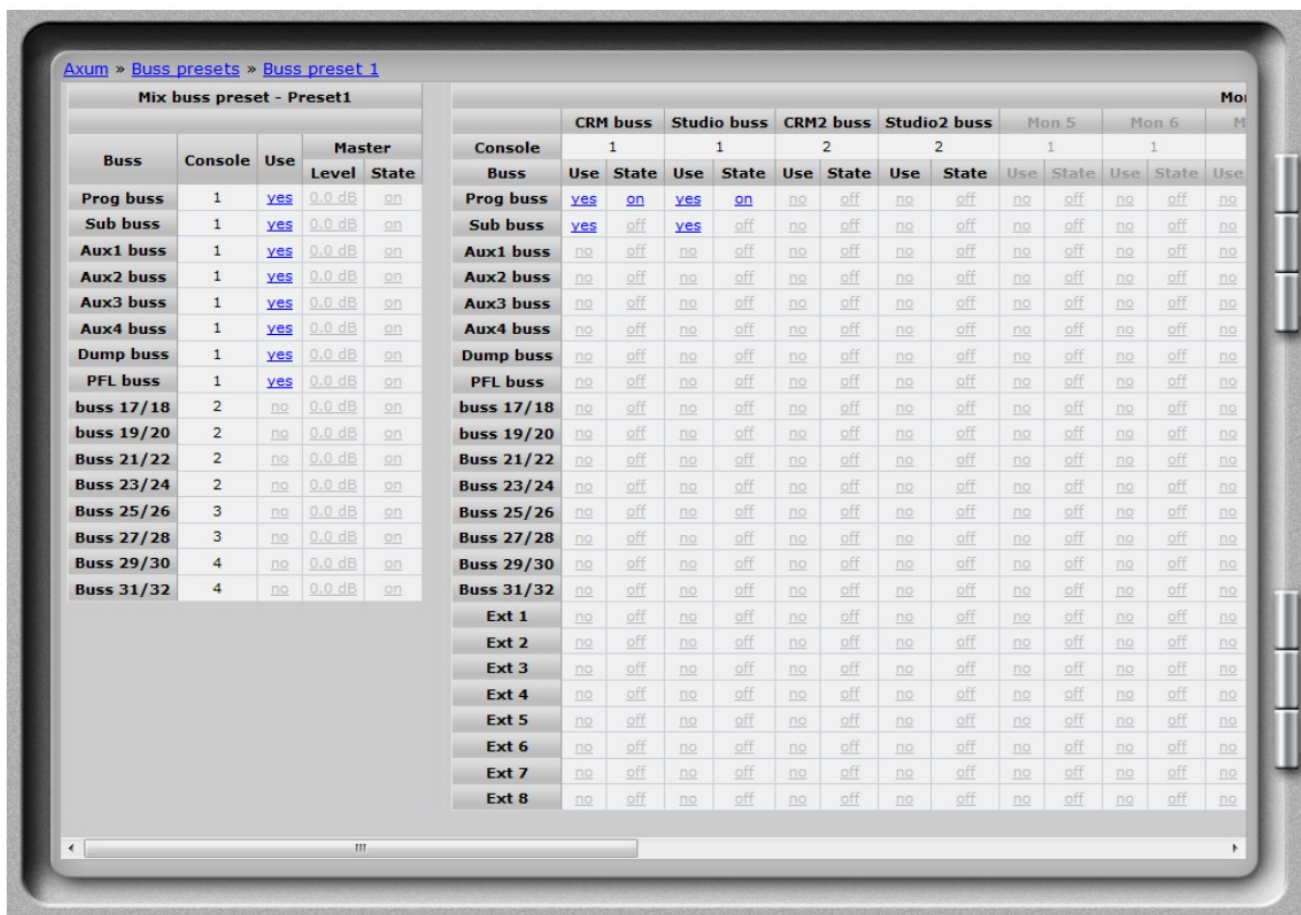 Axum » Buss presets » Buss preset 1
Mix buss preset - Preset1
Buss Console Use Master
Level State
Prog buss 1 yes 0.0 dB on
Sub buss 1 yes 0.0 dB on
Aux1 buss 1 yes 0.0 dB on
Aux2 buss 1 yes 0.0 dB on
Aux3 buss 1 yes 0.0 dB on
Aux4 buss 1 yes 0.0 dB on
Dump buss 1 yes 0.0 dB on
PFL buss 1 yes 0.0 dB on
buss 17/18 2 no 0.0 dB on
buss 19/20 2 no 0.0 dB on
Buss 21/22 2 no 0.0 dB on
Buss 23/24 2 no 0.0 dB on
Buss 25/26 3 no 0.0 dB on
Buss 27/28 3 no 0.0 dB on
Buss 29/30 4 no 0.0 dB on
Buss 31/32 4 no 0.0 dB on
Mon
CRM buss Studio buss CRM2 buss Studio2 buss Mon 5 Mon 6 M
Console 1 1 2 2 1 1
Buss Use State Use State Use State Use State Use State Use State Use
Prog buss yes on yes on no off no off no off no off no
Sub buss yes off yes off no off no off no off no off no
Aux1 buss no off no off no off no off no off no off no
Aux2 buss no off no off no off no off no off no off no
Aux3 buss no off no off no off no off no off no off no
Aux4 buss no off no off no off no off no off no off no
Dump buss no off no off no off no off no off no off no
PFL buss no off no off no off no off no off no off no
buss 17/18 no off no off no off no off no off no off no
buss 19/20 no off no off no off no off no off no off no
Buss 21/22 no off no off no off no off no off no off no
Buss 23/24 no off no off no off no off no off no off no
Buss 25/26 no off no off no off no off no off no off no
Buss 27/28 no off no off no off no off no off no off no
Buss 29/30 no off no off no off no off no off no off no
Buss 31/32 no off no off no off no off no off no off no
Ext 1 no off no off no off no off no off no off no
Ext 2 no off no off no off no off no off no off no
Ext 3 no off no off no off no off no off no off no
Ext 4 no off no off no off no off no off no off no
Ext 5 no off no off no off no off no off no off no
Ext 6 no off no off no off no off no off no off no
Ext 7 no off no off no off no off no off no off no
Ext 8 no off no off no off no off no off no off no